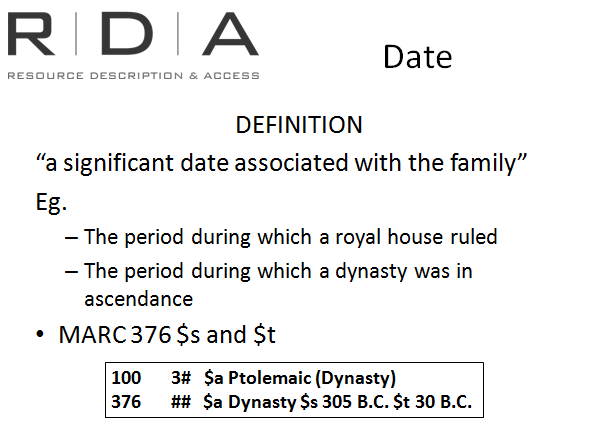 R D A
RESOURCE DESCRIPTION & ACCESS
Date
DEFINITION
“a significant date associated with the family”
Eg.
– The period during which a royal house ruled
– The period during which a dynasty was in
ascendance
• MARC 376 $s and $t
100 3# $a Ptolemaic (Dynasty)
376 ## $a Dynasty $s 305 B.C. $t 30 B.C.